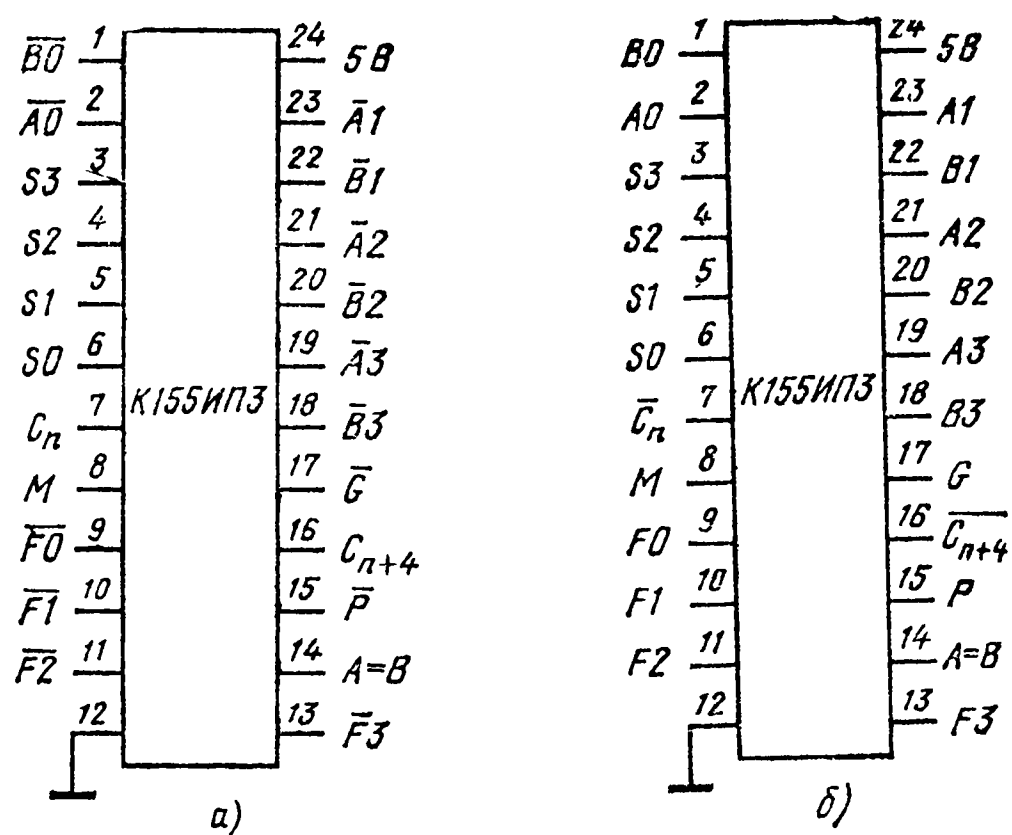 B̅0̅ 1 24 5В
A̅0̅ 2 23 A̅1
S3 3 22 B̅1
S2 4 21 A̅2
S1 5 20 B̅2
S0 6 19 A̅3
Cn 7 К155ИП3 18 B̅3
M 8 17 G̅
F̅0̅ 9 16 Cn+4
F̅1̅ 10 15 P̅
F̅2̅ 11 14 A=B
12 13 F̅3
а)
B0 1 24 5В
A0 2 23 A1
S3 3 22 B1
S2 4 21 A2
S1 5 20 B2
S0 6 19 A3
C̅n 7 К155ИП3 18 B3
M 8 17 G
F0 9 16 C̅n̅+̅4̅
F1 10 15 P
F2 11 14 A=B
12 13 F3
б)